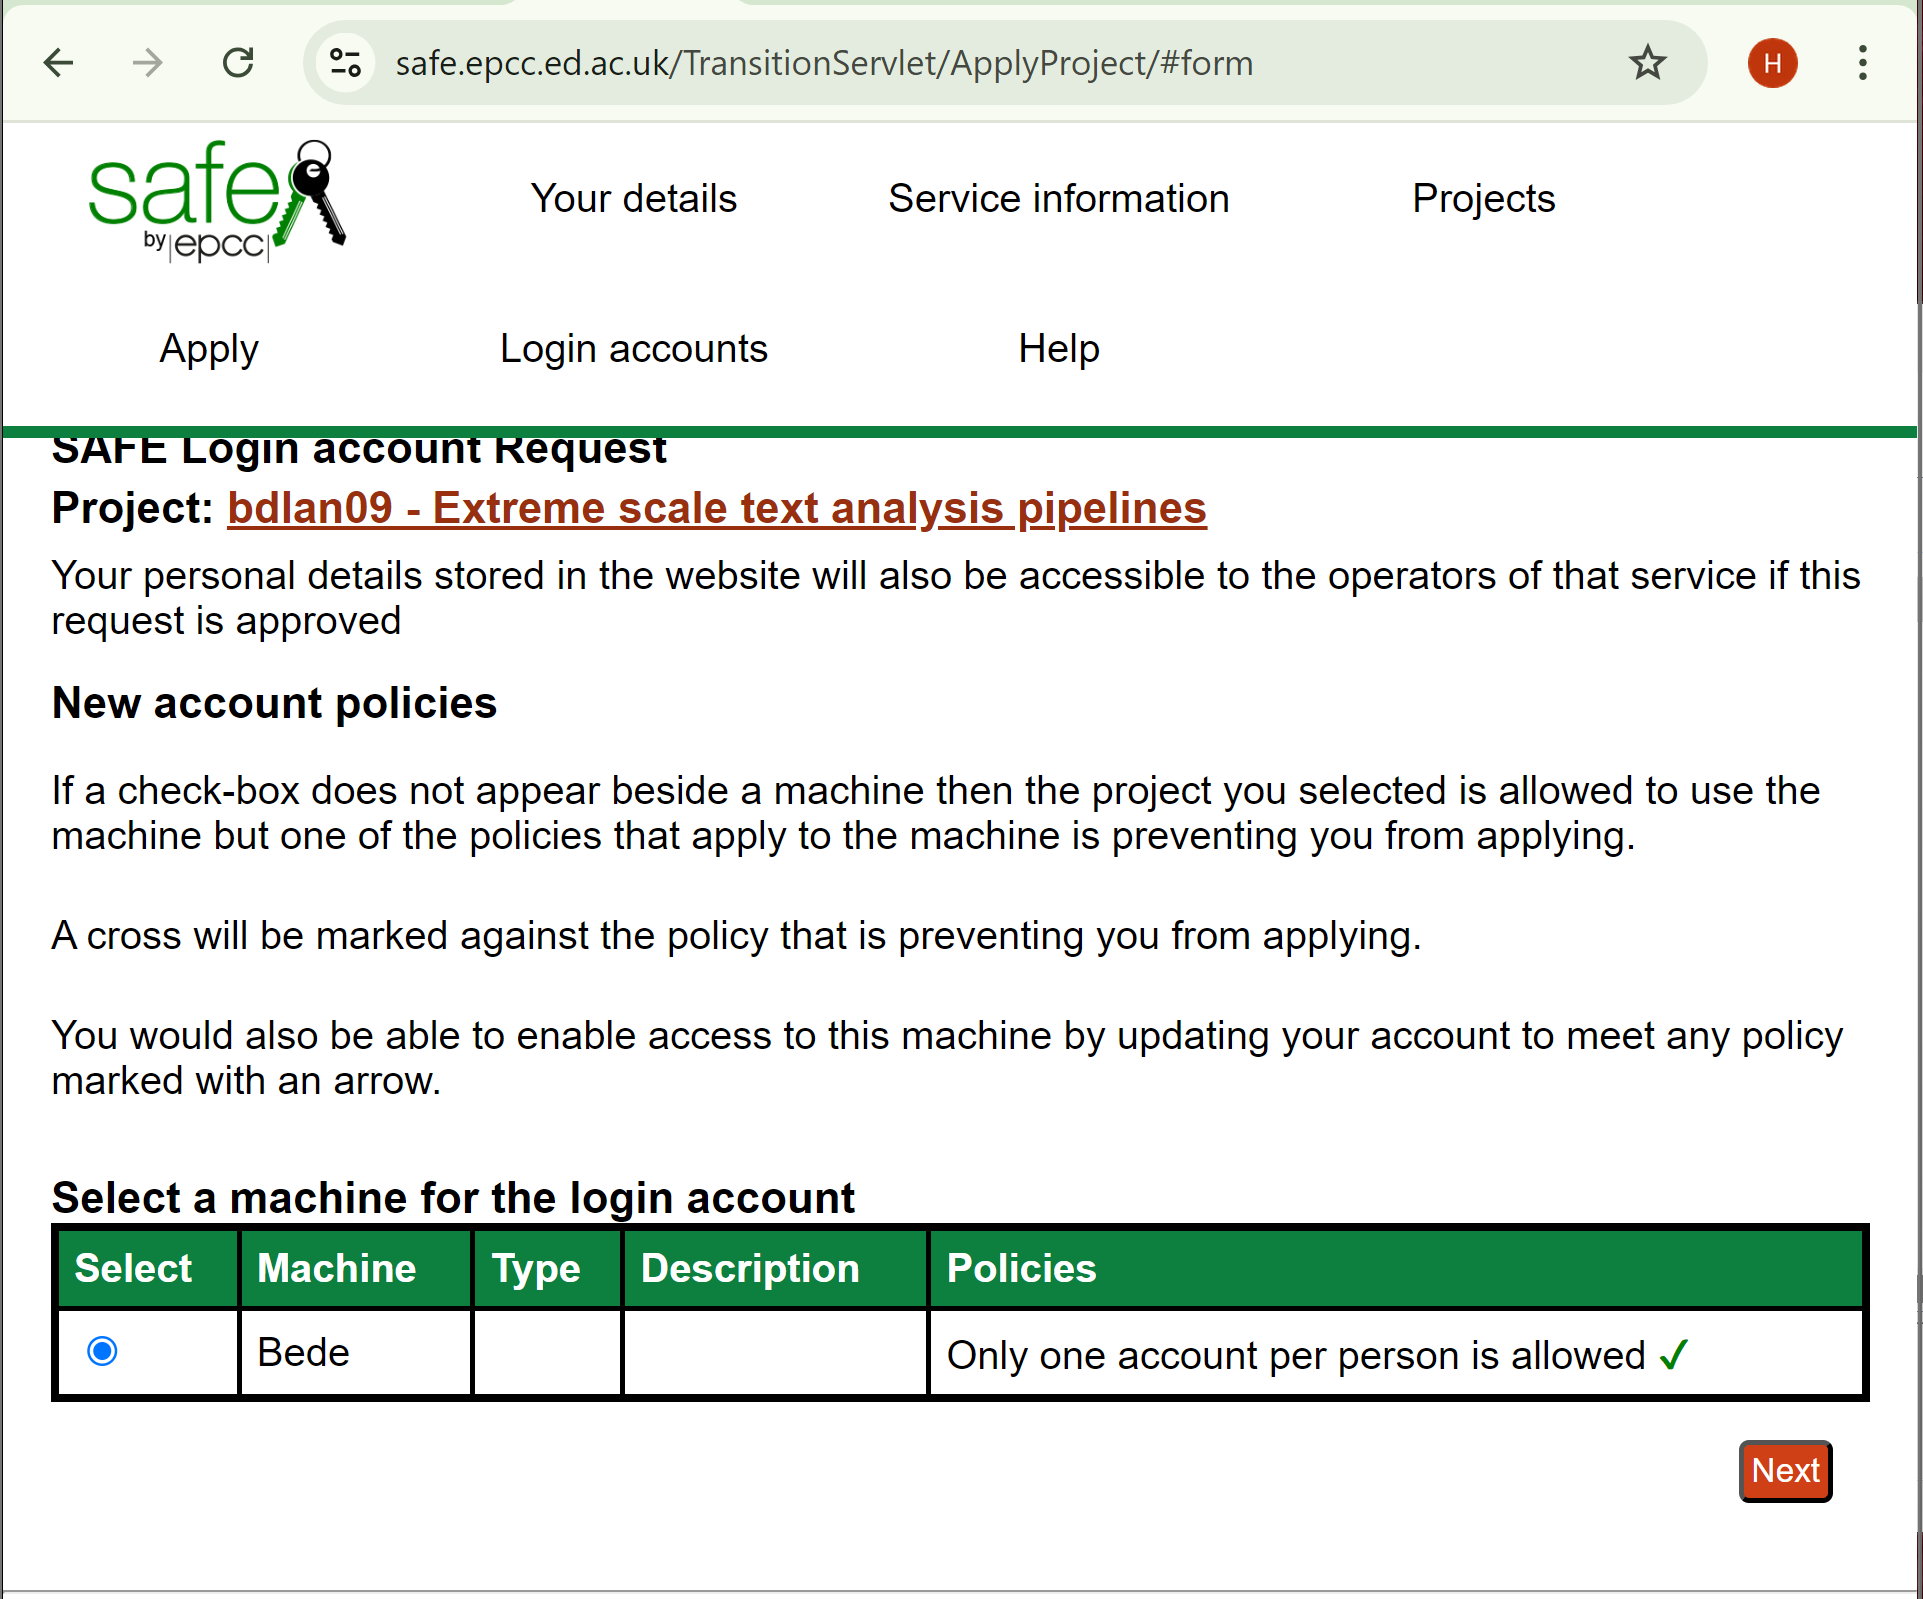 safe.epcc.ed.ac.uk/TransitionServlet/ApplyProject/#form
H
safe
by |epcc|
Your details
Service information
Projects
Apply
Login accounts
Help
SAFE Login account Request
Project: bdlan09 - Extreme scale text analysis pipelines
Your personal details stored in the website will also be accessible to the operators of that service if this
request is approved
New account policies
If a check-box does not appear beside a machine then the project you selected is allowed to use the
machine but one of the policies that apply to the machine is preventing you from applying.
A cross will be marked against the policy that is preventing you from applying.
You would also be able to enable access to this machine by updating your account to meet any policy
marked with an arrow.
Select a machine for the login account
Select Machine Type Description Policies
Bede Only one account per person is allowed ✓
Next